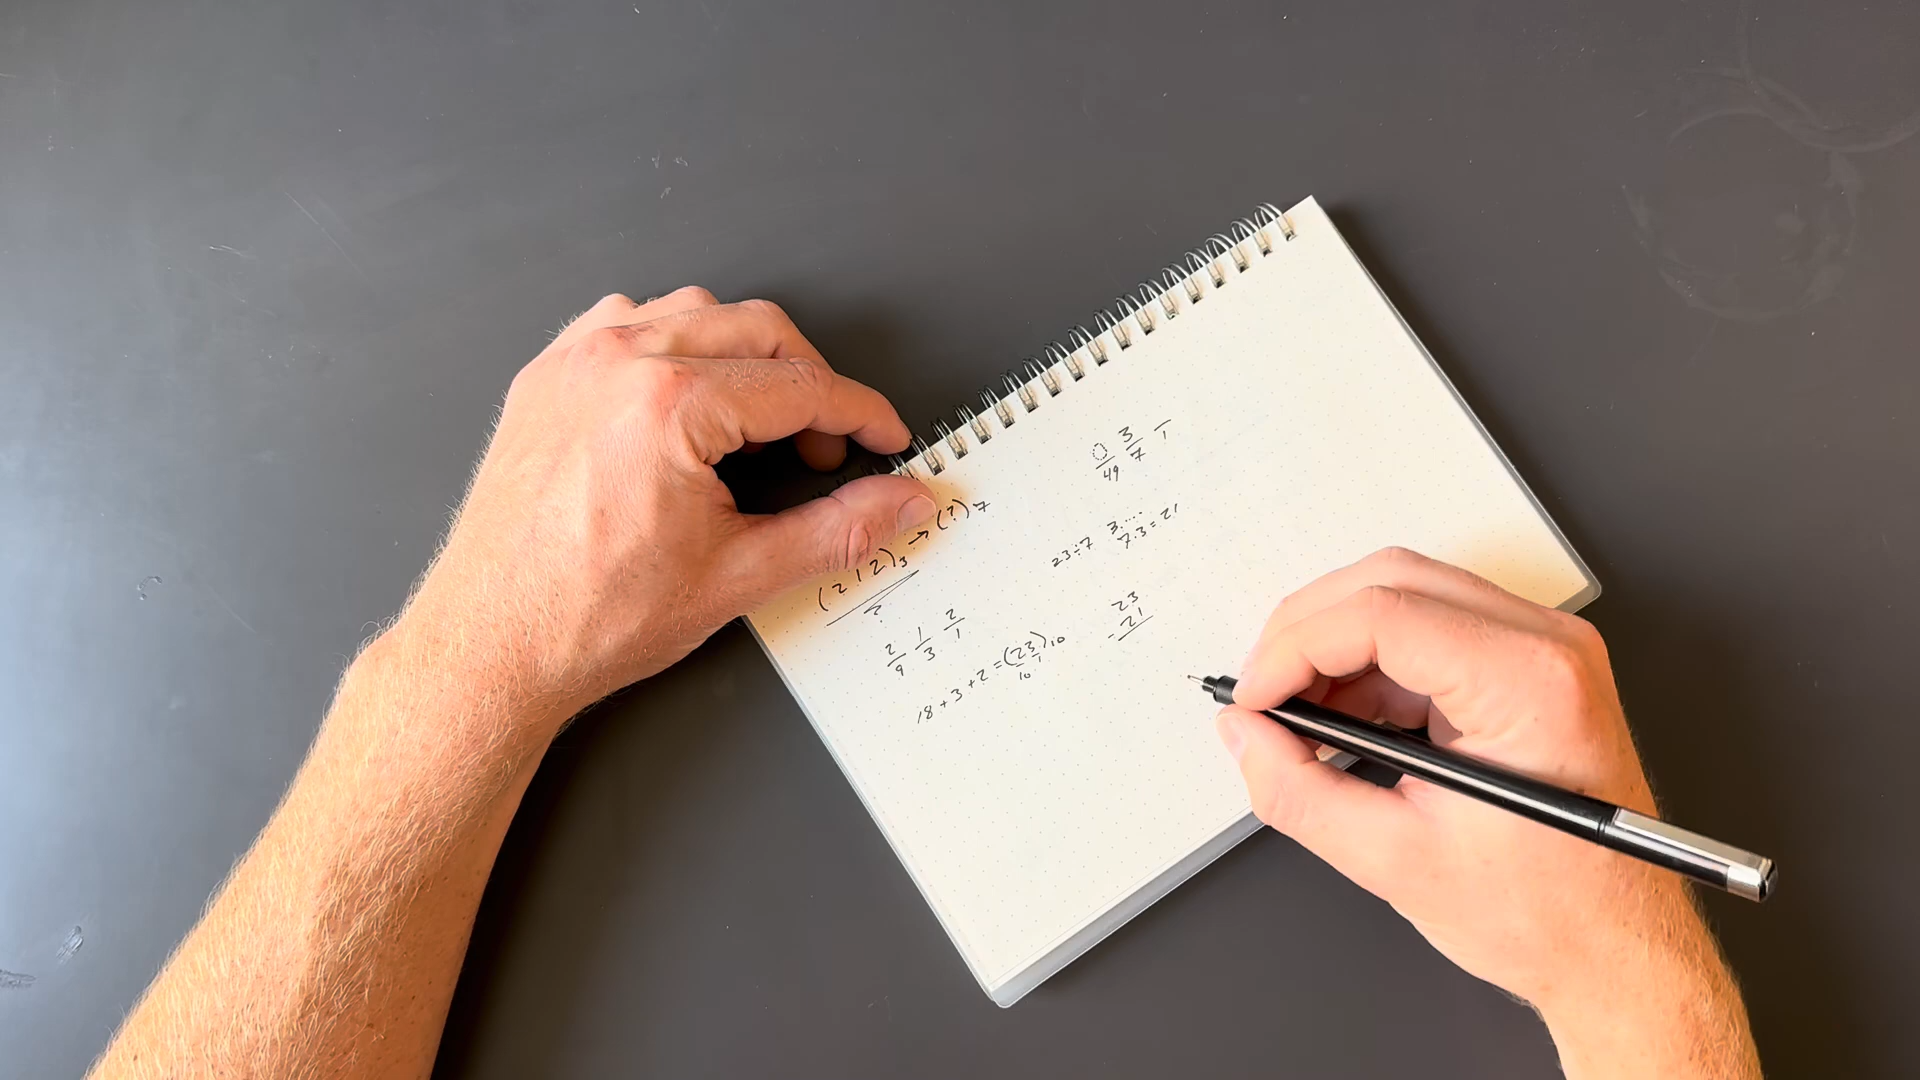 (212)₃ → (?)₇
?
2/9 1/3 2/1
18 + 3 + 2 = (23)10
10 1
0/49 3/7 /1
23÷7 3....
7·3=21
23
-21